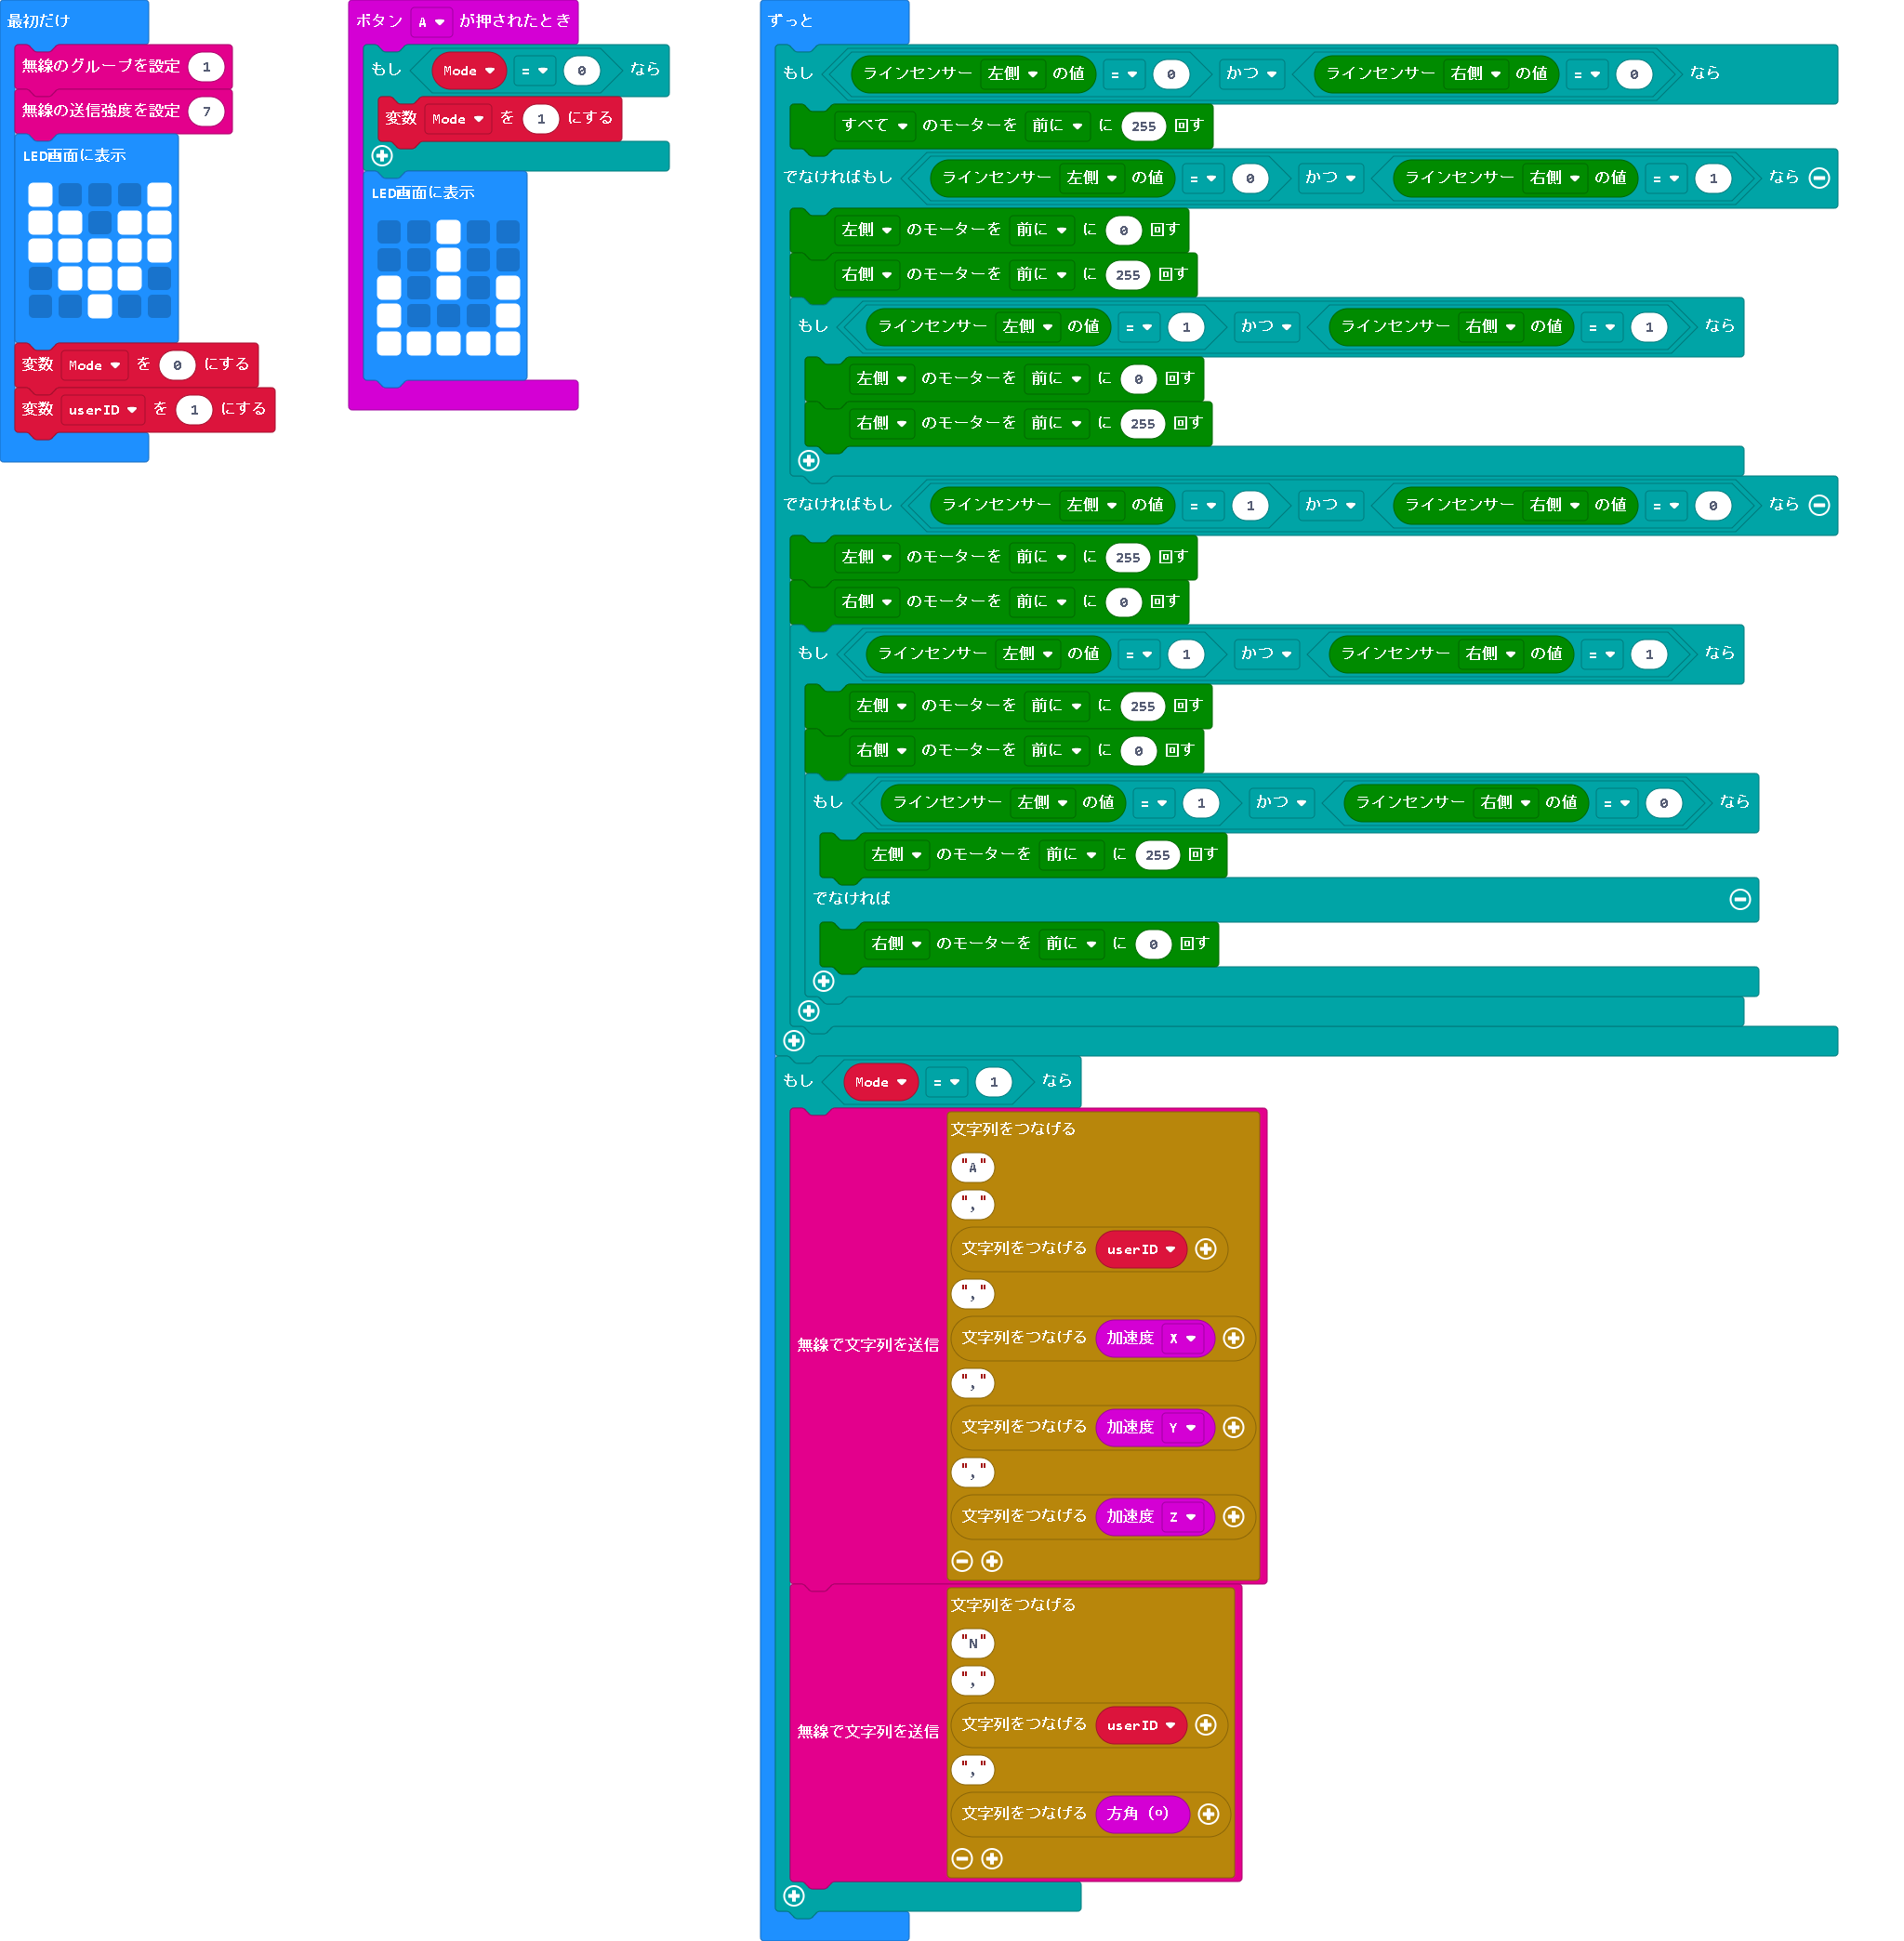 最初だけ
無線のグループを設定 1
無線の送信強度を設定 7
LED画面に表示
変数 Mode を 0 にする
変数 userID を 1 にする
ボタン A が押されたとき
もし Mode = 0 なら
変数 Mode を 1 にする
LED画面に表示
ずっと
もし ラインセンサー 左側 の値 = 0 かつ ラインセンサー 右側 の値 = 0 なら
すべて のモーターを 前に に 255 回す
でなければもし ラインセンサー 左側 の値 = 0 かつ ラインセンサー 右側 の値 = 1 なら
左側 のモーターを 前に に 0 回す
右側 のモーターを 前に に 255 回す
もし ラインセンサー 左側 の値 = 1 かつ ラインセンサー 右側 の値 = 1 なら
左側 のモーターを 前に に 0 回す
右側 のモーターを 前に に 255 回す
でなければもし ラインセンサー 左側 の値 = 1 かつ ラインセンサー 右側 の値 = 0 なら
左側 のモーターを 前に に 255 回す
右側 のモーターを 前に に 0 回す
もし ラインセンサー 左側 の値 = 1 かつ ラインセンサー 右側 の値 = 1 なら
左側 のモーターを 前に に 255 回す
右側 のモーターを 前に に 0 回す
もし ラインセンサー 左側 の値 = 1 かつ ラインセンサー 右側 の値 = 0 なら
左側 のモーターを 前に に 255 回す
でなければ
右側 のモーターを 前に に 0 回す
もし Mode = 1 なら
無線で文字列を送信
文字列をつなげる
"A"
","
文字列をつなげる userID
","
文字列をつなげる 加速度 X
","
文字列をつなげる 加速度 Y
","
文字列をつなげる 加速度 Z
無線で文字列を送信
文字列をつなげる
"N"
","
文字列をつなげる userID
","
文字列をつなげる 方角 (°)